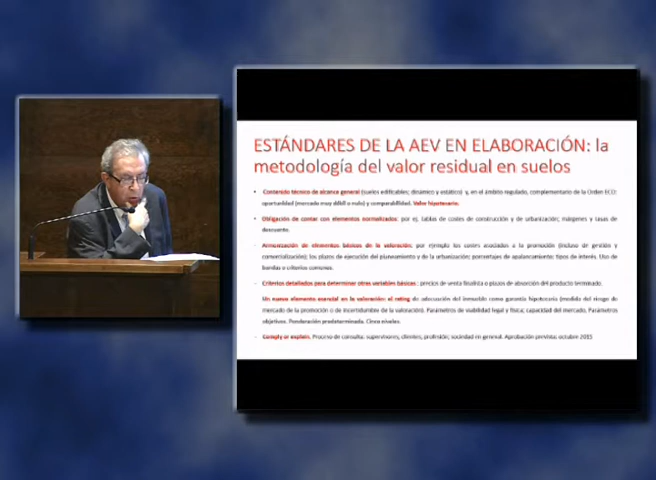 ESTÁNDARES DE LA AEV EN ELABORACIÓN: la
metodología del valor residual en suelos
• Contenido técnico de alcance general (suelos edificables; dinámico y estático) y, en el ámbito regulado, complementario de la Orden ECO:
oportunidad (mercado muy débil o nulo) y comparabilidad. Valor hipotecario.
- Obligación de contar con elementos normalizados: por ej. tablas de costes de construcción y de urbanización; márgenes y tasas de
descuento.
- Armonización de elementos básicos de la valoración: por ejemplo los costes asociados a la promoción (incluso de gestión y
comercialización); los plazos de ejecución del planeamiento y de la urbanización; porcentajes de apalancamiento; tipos de interés. Uso de
bandas o criterios comunes.
- Criterios detallados para determinar otras variables básicas: precios de venta finalista o plazos de absorción del producto terminado.
- Un nuevo elemento esencial en la valoración: el rating de adecuación del inmueble como garantía hipotecaria (medida del riesgo de
mercado de la promoción o de incertidumbre de la valoración). Parámetros de viabilidad legal y física; capacidad del mercado. Parámetros
objetivos. Ponderación predeterminada. Cinco niveles.
- Comply or explain. Proceso de consulta: supervisores; clientes; profesión; sociedad en general. Aprobación prevista: octubre 2015